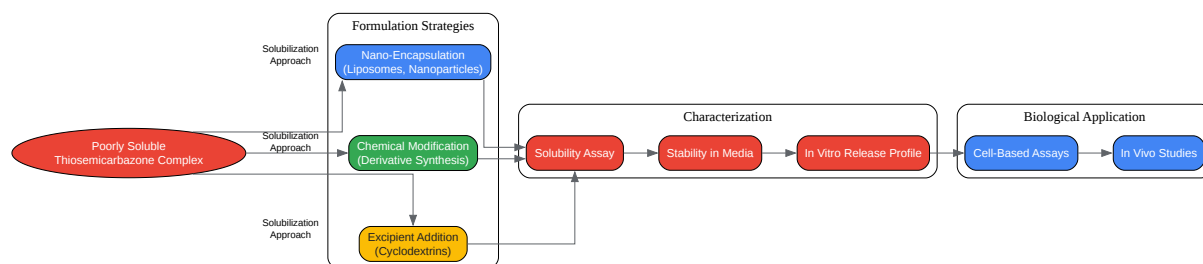 Formulation Strategies
Solubilization
Approach
Nano-Encapsulation
(Liposomes, Nanoparticles)
Characterization
Biological Application
Poorly Soluble
Thiosemicarbazone Complex
Solubilization
Approach
Chemical Modification
(Derivative Synthesis)
Solubility Assay
Stability in Media
In Vitro Release Profile
Cell-Based Assays
In Vivo Studies
Solubilization
Approach
Excipient Addition
(Cyclodextrins)